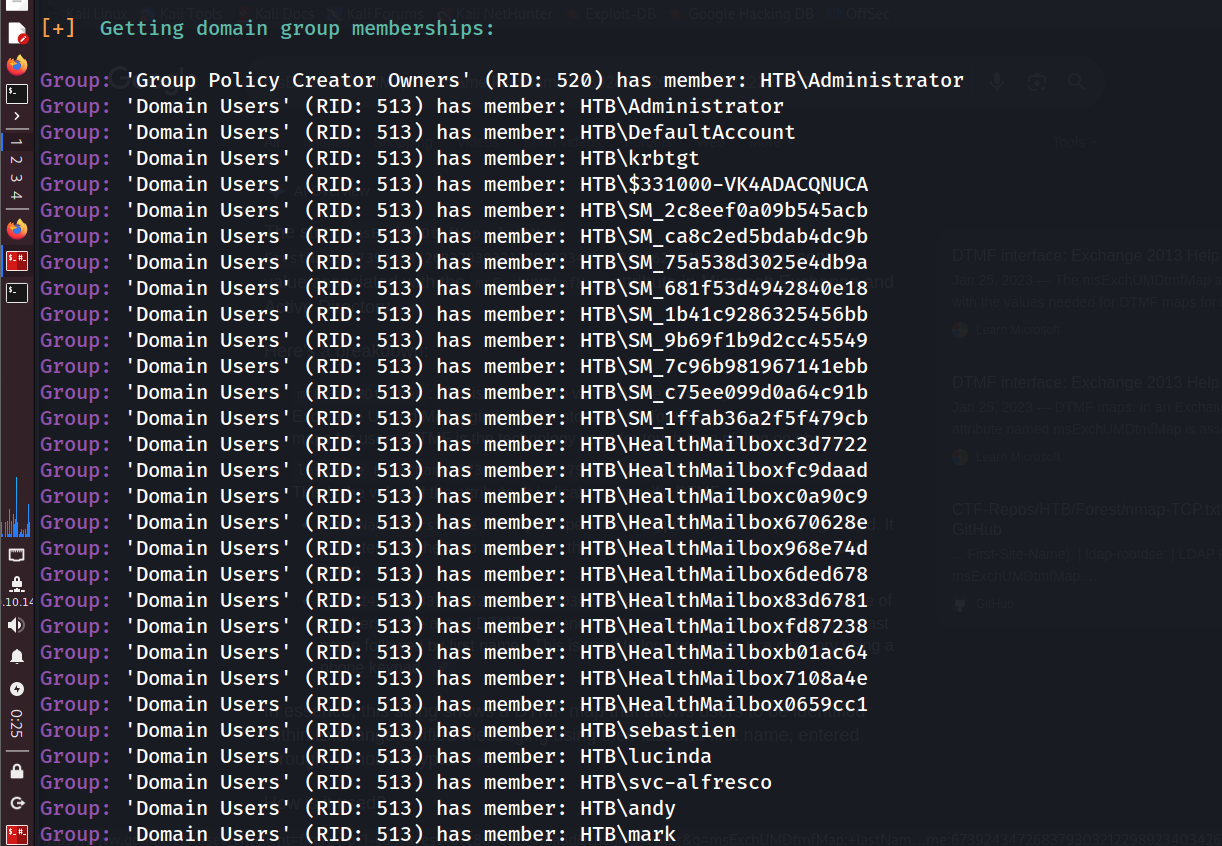 [+]  Getting domain group memberships:
Group: 'Group Policy Creator Owners' (RID: 520) has member: HTB\Administrator
Group: 'Domain Users' (RID: 513) has member: HTB\Administrator
Group: 'Domain Users' (RID: 513) has member: HTB\DefaultAccount
Group: 'Domain Users' (RID: 513) has member: HTB\krbtgt
Group: 'Domain Users' (RID: 513) has member: HTB\$331000-VK4ADACQNUCA
Group: 'Domain Users' (RID: 513) has member: HTB\SM_2c8eef0a09b545acb
Group: 'Domain Users' (RID: 513) has member: HTB\SM_ca8c2ed5bdab4dc9b
Group: 'Domain Users' (RID: 513) has member: HTB\SM_75a538d3025e4db9a
Group: 'Domain Users' (RID: 513) has member: HTB\SM_681f53d4942840e18
Group: 'Domain Users' (RID: 513) has member: HTB\SM_1b41c9286325456bb
Group: 'Domain Users' (RID: 513) has member: HTB\SM_9b69f1b9d2cc45549
Group: 'Domain Users' (RID: 513) has member: HTB\SM_7c96b981967141ebb
Group: 'Domain Users' (RID: 513) has member: HTB\SM_c75ee099d0a64c91b
Group: 'Domain Users' (RID: 513) has member: HTB\SM_1ffab36a2f5f479cb
Group: 'Domain Users' (RID: 513) has member: HTB\HealthMailboxc3d7722
Group: 'Domain Users' (RID: 513) has member: HTB\HealthMailboxfc9daad
Group: 'Domain Users' (RID: 513) has member: HTB\HealthMailboxc0a90c9
Group: 'Domain Users' (RID: 513) has member: HTB\HealthMailbox670628e
Group: 'Domain Users' (RID: 513) has member: HTB\HealthMailbox968e74d
Group: 'Domain Users' (RID: 513) has member: HTB\HealthMailbox6ded678
Group: 'Domain Users' (RID: 513) has member: HTB\HealthMailbox83d6781
Group: 'Domain Users' (RID: 513) has member: HTB\HealthMailboxfd87238
Group: 'Domain Users' (RID: 513) has member: HTB\HealthMailboxb01ac64
Group: 'Domain Users' (RID: 513) has member: HTB\HealthMailbox7108a4e
Group: 'Domain Users' (RID: 513) has member: HTB\HealthMailbox0659cc1
Group: 'Domain Users' (RID: 513) has member: HTB\sebastien
Group: 'Domain Users' (RID: 513) has member: HTB\lucinda
Group: 'Domain Users' (RID: 513) has member: HTB\svc-alfresco
Group: 'Domain Users' (RID: 513) has member: HTB\andy
Group: 'Domain Users' (RID: 513) has member: HTB\mark
1
2
3
4
.10.14
0:25